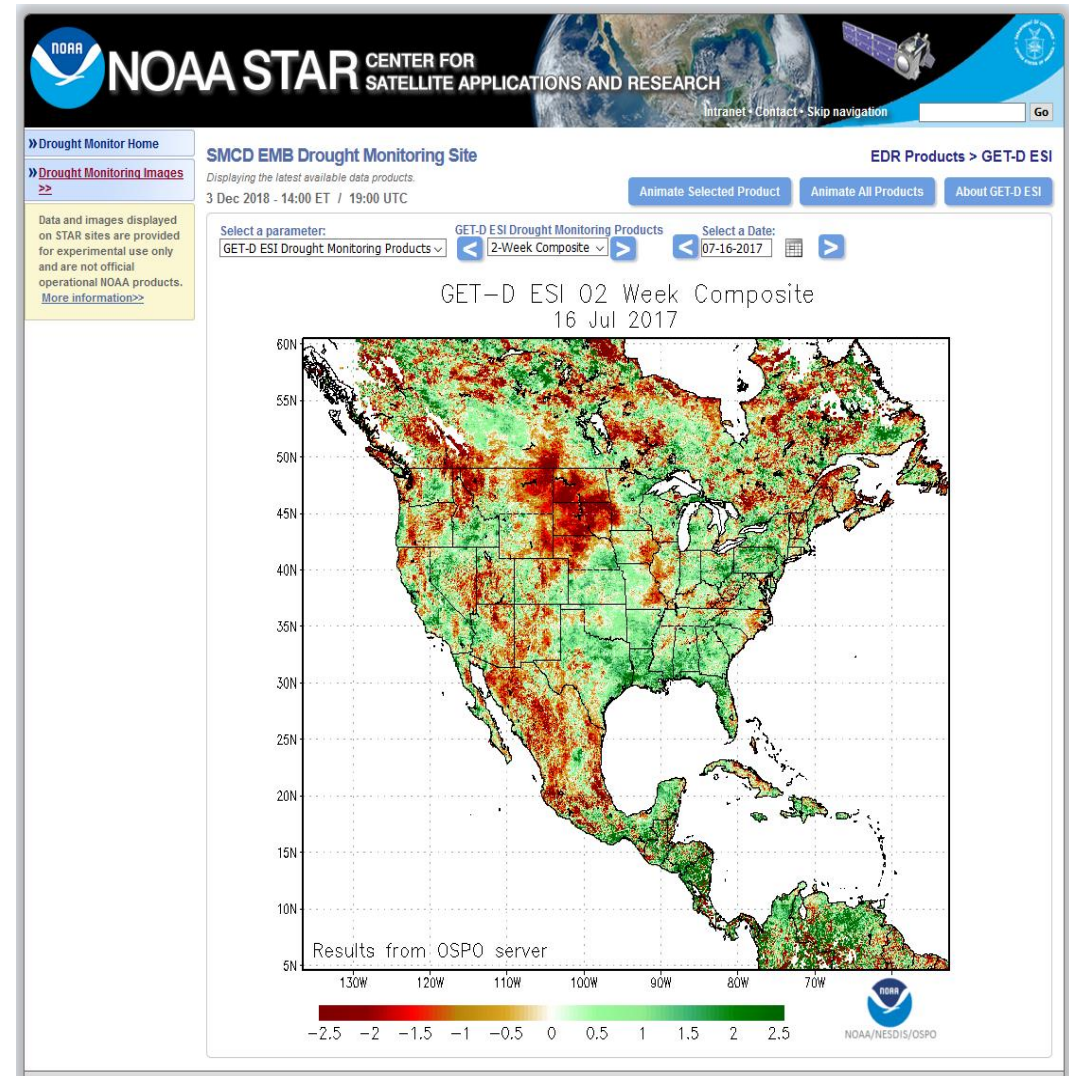 NOAA
NOAA STAR CENTER FOR
SATELLITE APPLICATIONS AND RESEARCH
Intranet • Contact • Skip navigation
Go
»Drought Monitor Home
»Drought Monitoring Images
>>
Data and images displayed
on STAR sites are provided
for experimental use only
and are not official
operational NOAA products.
More information>>
SMCD EMB Drought Monitoring Site
EDR Products > GET-D ESI
Displaying the latest available data products.
3 Dec 2018 - 14:00 ET / 19:00 UTC
Animate Selected Product
Animate All Products
About GET-D ESI
Select a parameter:
GET-D ESI Drought Monitoring Products
GET-D ESI Drought Monitoring Products
< 2-Week Composite >
Select a Date:
< 07-16-2017 >
GET-D ESI 02 Week Composite
16 Jul 2017
60N
55N
50N
45N
40N
35N
30N
25N
20N
15N
10N
5N
Results from OSPO server
130W 120W 110W 100W 90W 80W 70W
-2.5 -2 -1.5 -1 -0.5 0 0.5 1 1.5 2 2.5
NOAA
NOAA/NESDIS/OSPO